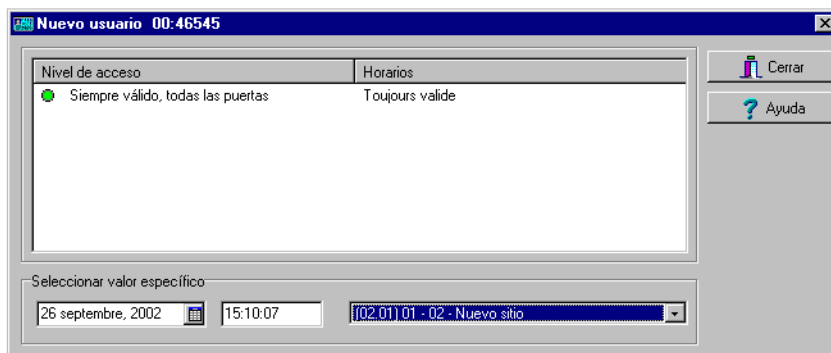 Nuevo usuario 00:46545
Nivel de acceso Horarios
Siempre válido, todas las puertas Toujours valide
Cerrar
Ayuda
Seleccionar valor específico
26 septembre, 2002 15:10:07 (02.01) 01 - 02 - Nuevo sitio